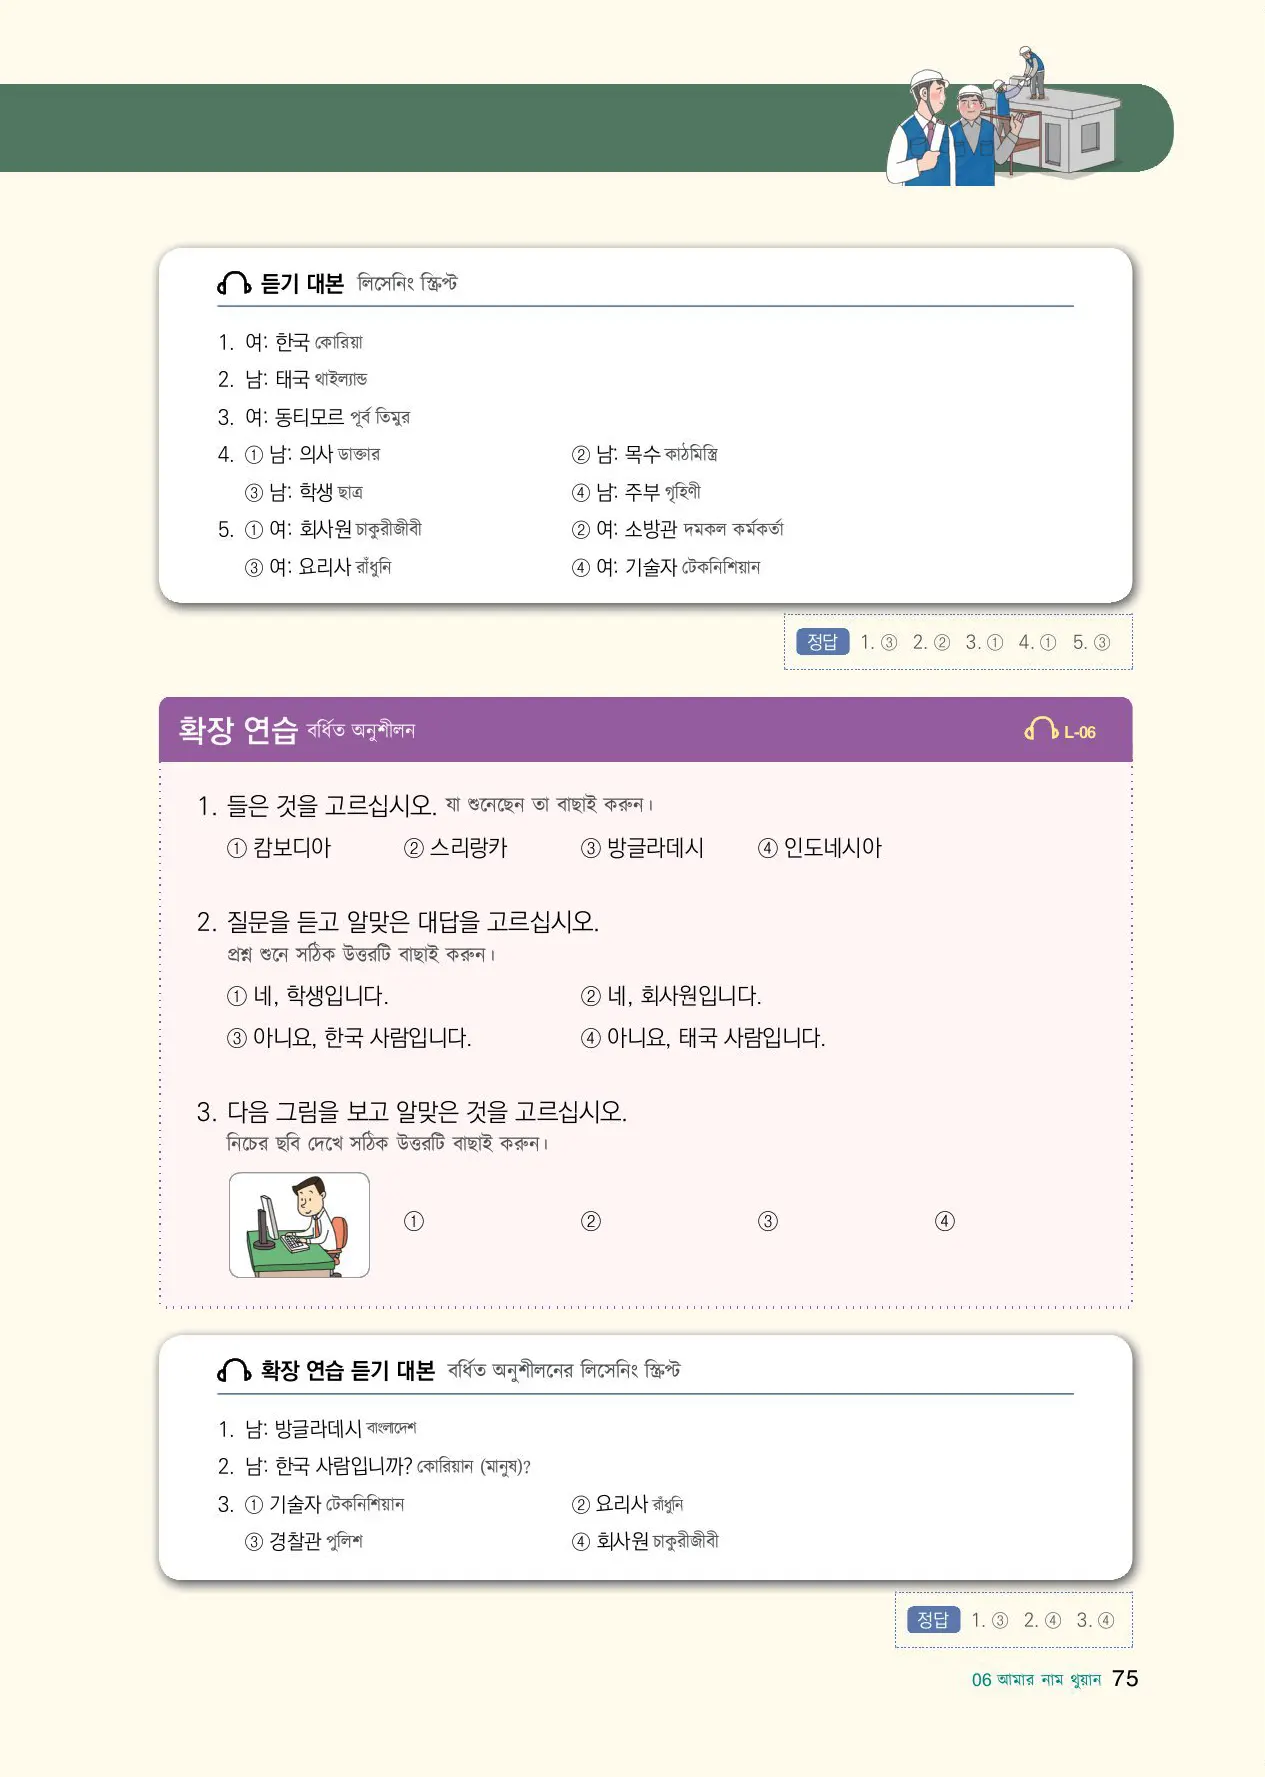 듣기 대본 লিসেনিং স্ক্রিপ্ট
1. 여: 한국 কোরিয়া
2. 남: 태국 থাইল্যান্ড
3. 여: 동티모르 পূর্ব তিমুর
4. ① 남: 의사 ডাক্তার ② 남: 목수 কাঠমিস্ত্রি
③ 남: 학생 ছাত্র ④ 남: 주부 গৃহিণী
5. ① 여: 회사원 চাকুরীজীবী ② 여: 소방관 দমকল কর্মকর্তা
③ 여: 요리사 রাঁধুনি ④ 여: 기술자 টেকনিশিয়ান
정답 1. ③ 2. ② 3. ① 4. ① 5. ③
확장 연습 বর্ধিত অনুশীলন L-06
1. 들은 것을 고르십시오. যা শুনেছেন তা বাছাই করুন।
① 캄보디아 ② 스리랑카 ③ 방글라데시 ④ 인도네시아
2. 질문을 듣고 알맞은 대답을 고르십시오.
প্রশ্ন শুনে সঠিক উত্তরটি বাছাই করুন।
① 네, 학생입니다. ② 네, 회사원입니다.
③ 아니요, 한국 사람입니다. ④ 아니요, 태국 사람입니다.
3. 다음 그림을 보고 알맞은 것을 고르십시오.
নিচের ছবি দেখে সঠিক উত্তরটি বাছাই করুন।
① ② ③ ④
확장 연습 듣기 대본 বর্ধিত অনুশীলনের লিসেনিং স্ক্রিপ্ট
1. 남: 방글라데시 বাংলাদেশ
2. 남: 한국 사람입니까? কোরিয়ান (মানুষ)?
3. ① 기술자 টেকনিশিয়ান ② 요리사 রাঁধুনি
③ 경찰관 পুলিশ ④ 회사원 চাকুরীজীবী
정답 1. ③ 2. ④ 3. ④
06 আমার নাম থুয়ান 75